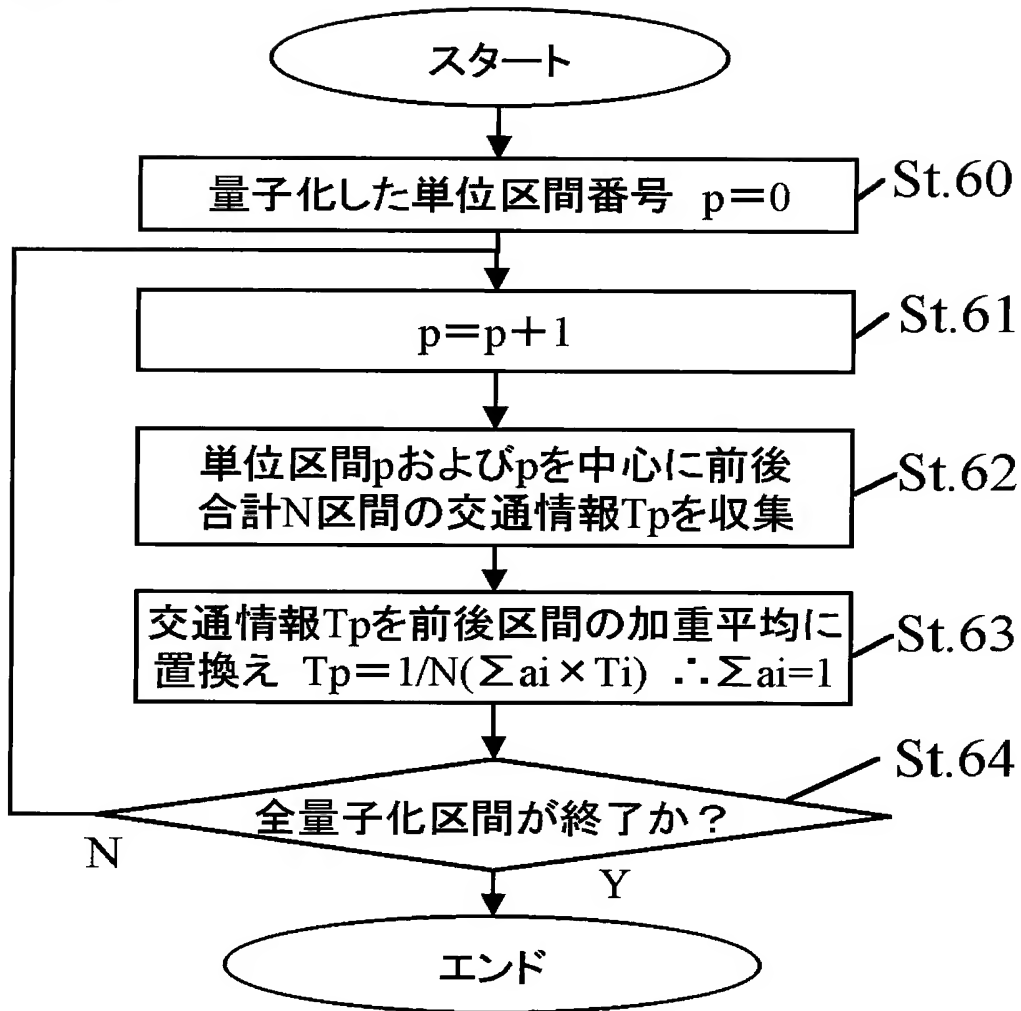 スタート
量子化した単位区間番号 p＝0
St.60
p＝p＋1
St.61
単位区間pおよびpを中心に前後
合計N区間の交通情報Tpを収集
St.62
交通情報Tpを前後区間の加重平均に
置換え Tp＝1/N(∑ai×Ti) ∴∑ai=1
St.63
St.64
全量子化区間が終了か？
N
Y
エンド